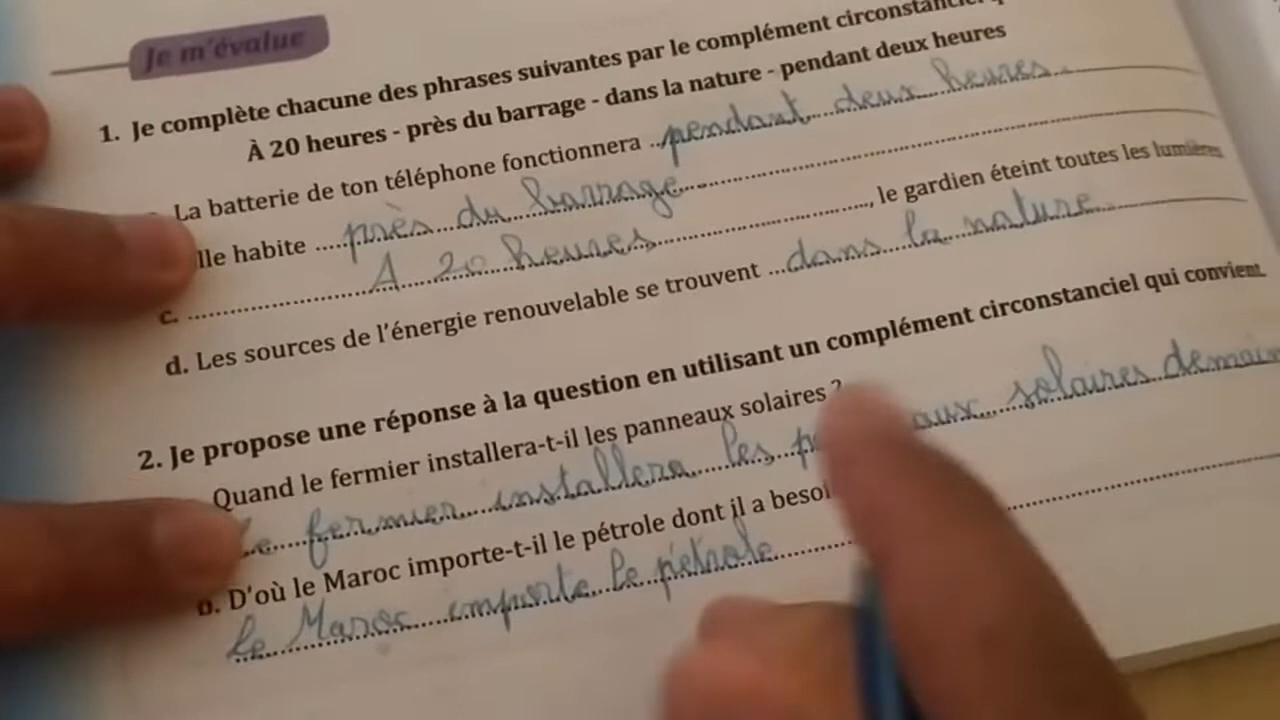 Je m'évalue
1. Je complète chacune des phrases suivantes par le complément circonstanciel
À 20 heures - près du barrage - dans la nature - pendant deux heures
La batterie de ton téléphone fonctionnera pendant deux heures.
lle habite près du barrage
c. A 20 heures, le gardien éteint toutes les lumières
d. Les sources de l'énergie renouvelable se trouvent dans la nature.
2. Je propose une réponse à la question en utilisant un complément circonstanciel qui convient.
Quand le fermier installera-t-il les panneaux solaires ?
Le fermier installera les aux solaires demain
D'où le Maroc importe-t-il le pétrole dont il a besoi
Le Maroc importe le pétrole